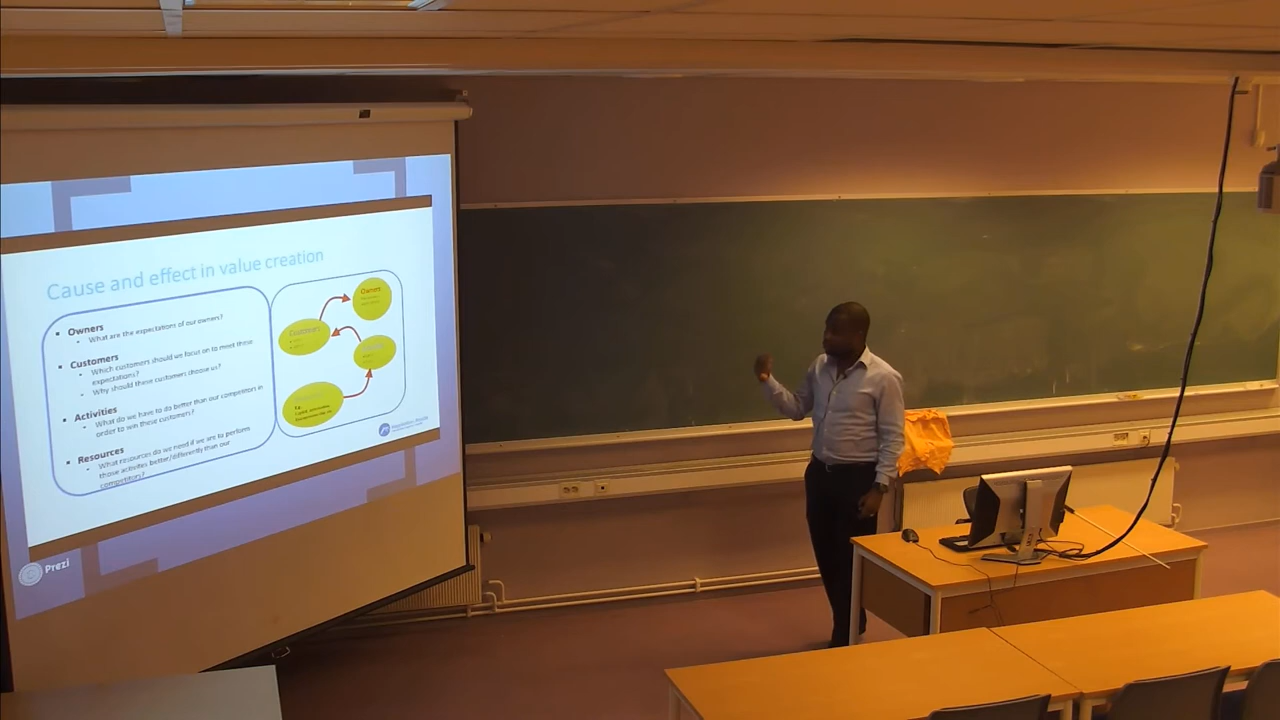 Cause and effect in value creation
Owners
What are the expectations of our owners?
Customers
Which customers should we focus on to meet these
expectations?
Why should these customers choose us?
Activities
What do we have to do better than our competitors in
order to win these customers?
Resources
What resources do we need if we are to perform
those activities better/differently than our
competitors?
Owners
Customers
Prezi